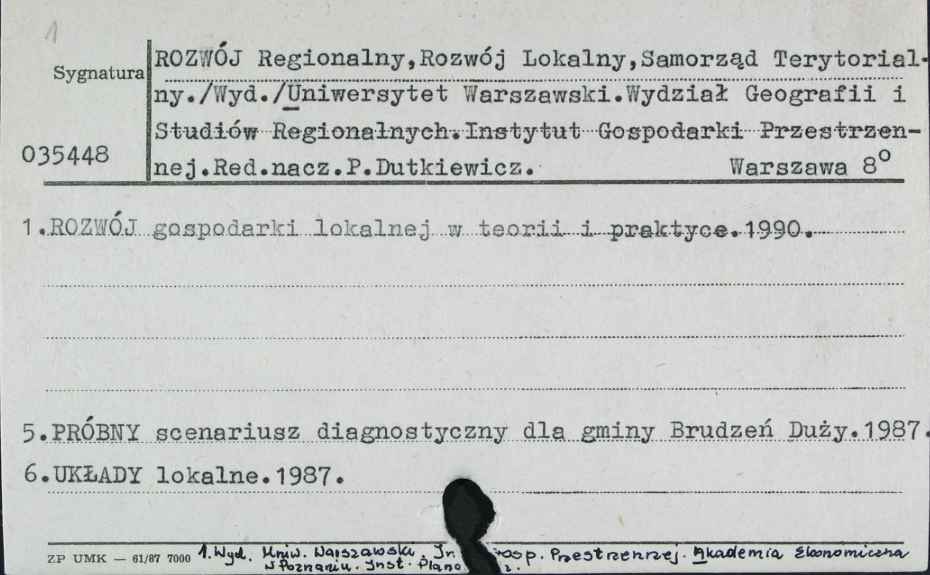 1
Sygnatura
035448
ROZWÓJ Regionalny,Rozwój Lokalny,Samorząd Terytorial-
ny./Wyd./Uniwersytet Warszawski.Wydział Geografii i
Studiów Regionalnych.Instytut Gospodarki Przestrzen-
nej.Red.nacz.P.Dutkiewicz. Warszawa 8°
1.ROZWÓJ gospodarki lokalnej w teorii i praktyce.1990.
5.PRÓBNY scenariusz diagnostyczny dla gminy Brudzeń Duży.1987.
6.UKŁADY lokalne.1987.
ZP UMK — 61/87 7000 1. Wyd. Uniw. Warszawski, Przestrzennej. Akademia Ekonomiczna
w Poznaniu. Inst.